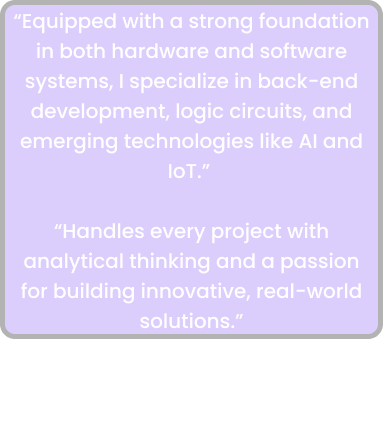 “Equipped with a strong foundation
in both hardware and software
systems, I specialize in back-end
development, logic circuits, and
emerging technologies like AI and
IoT.”
“Handles every project with
analytical thinking and a passion
for building innovative, real-world
solutions.”